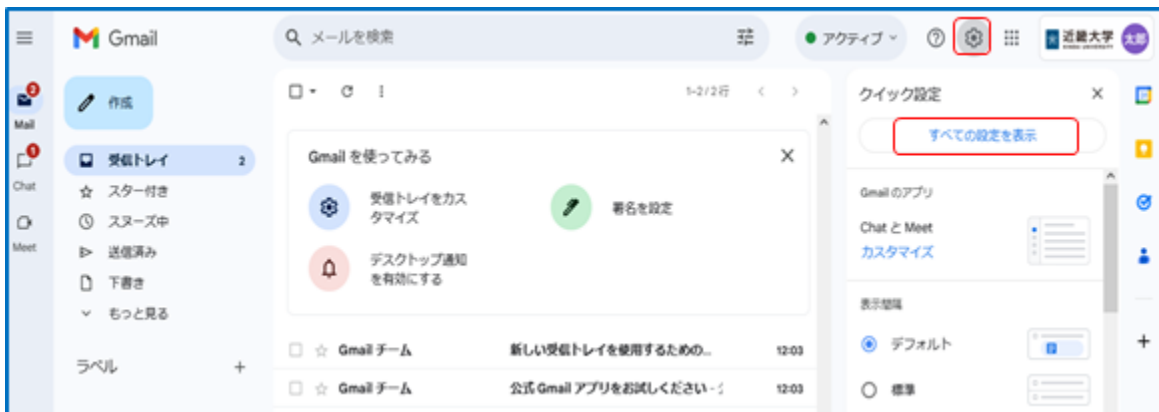 Gmail
メールを検索
アクティブ
近畿大学
KINDAI UNIVERSITY
太郎
2
Mail
1
Chat
Meet
作成
受信トレイ 2
スター付き
スヌーズ中
送信済み
下書き
もっと見る
ラベル
1-2/2行
Gmail を使ってみる
受信トレイをカス
タマイズ
署名を設定
デスクトップ通知
を有効にする
Gmail チーム 新しい受信トレイを使用するための... 12:03
Gmail チーム 公式 Gmail アプリをお試しください - 12:03
クイック設定
すべての設定を表示
Gmail のアプリ
Chat と Meet
カスタマイズ
表示間隔
デフォルト
標準